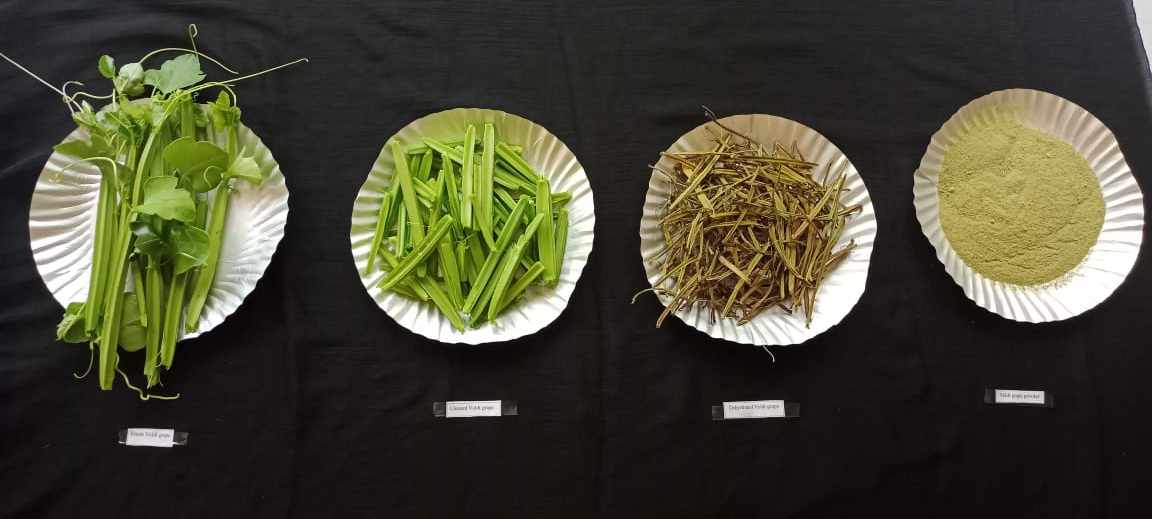 Fresh Veldt grape
Cleaned Veldt grape
Dehydrated Veldt grape
Veldt grape powder